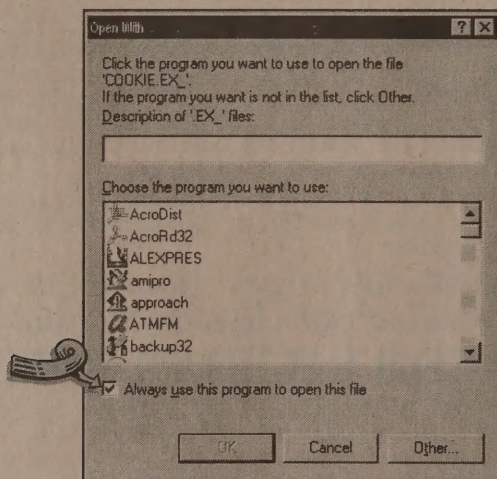 Open With
Click the program you want to use to open the file
'COOKIE.EX_'.
If the program you want is not in the list, click Other.
Description of '.EX_' files:
Choose the program you want to use:
AcroDist
AcroRd32
ALEXPRES
amipro
approach
ATMFM
backup32
Always use this program to open this file
OK
Cancel
Other...